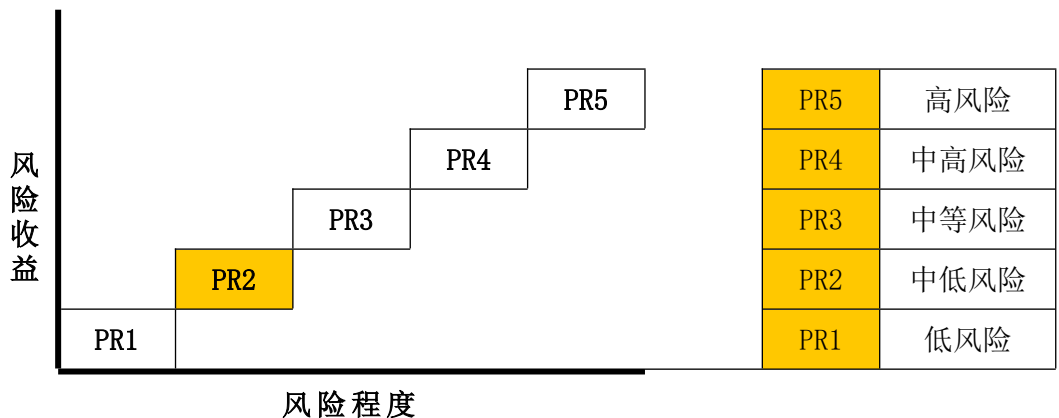 风险收益
PR5
PR4
PR3
PR2
PR1
风险程度
PR5 高风险
PR4 中高风险
PR3 中等风险
PR2 中低风险
PR1 低风险